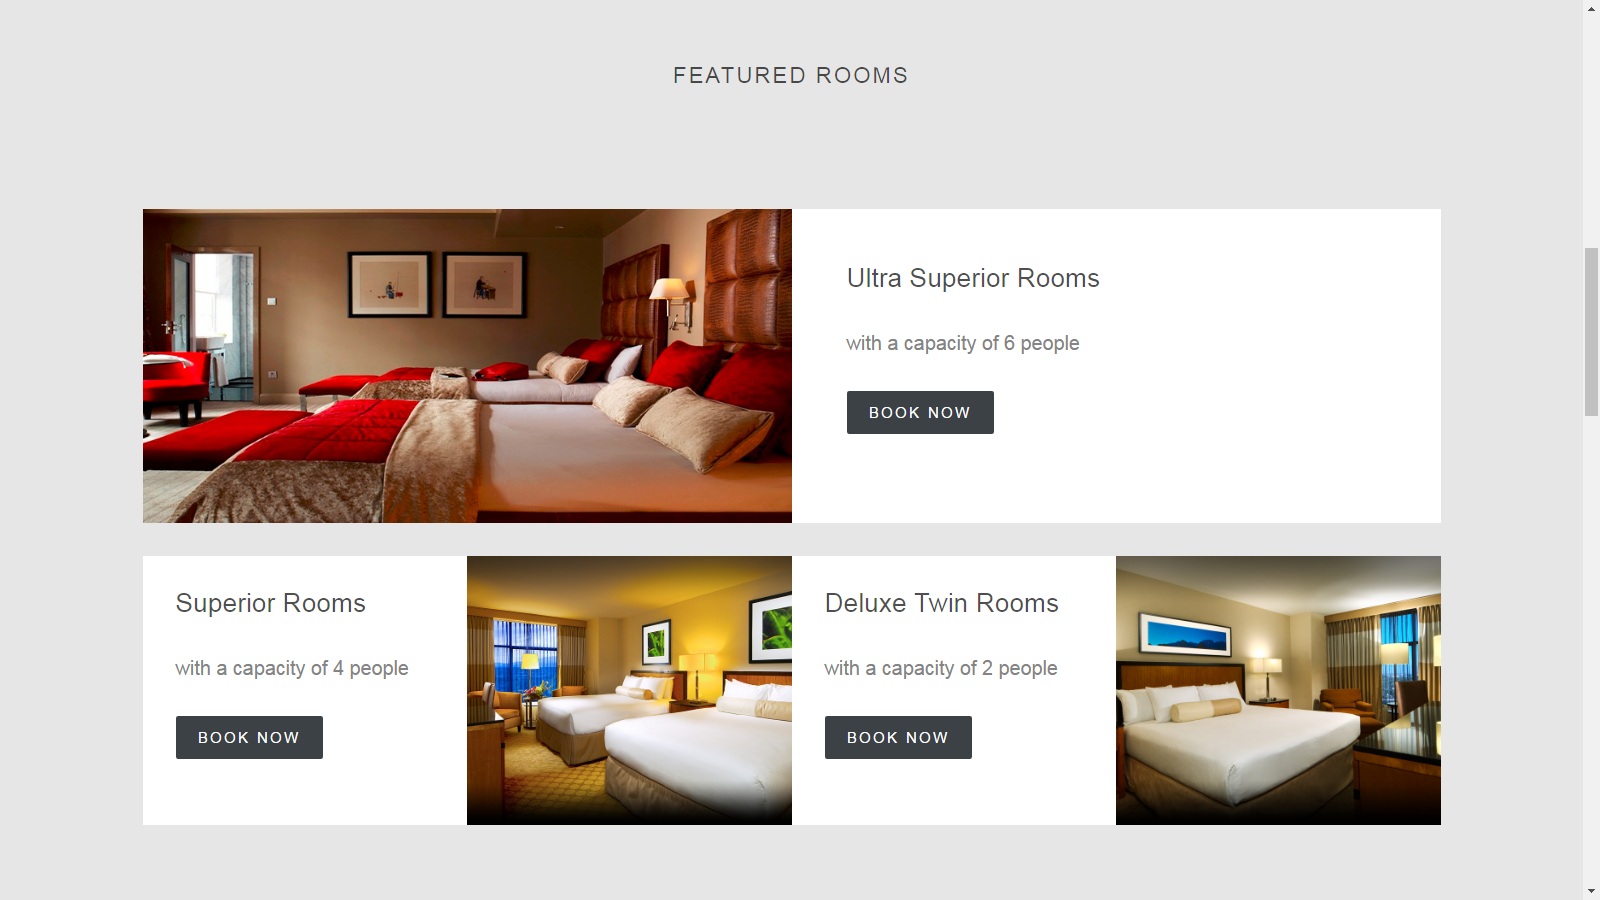 FEATURED ROOMS
Ultra Superior Rooms
with a capacity of 6 people
BOOK NOW
Superior Rooms
with a capacity of 4 people
BOOK NOW
Deluxe Twin Rooms
with a capacity of 2 people
BOOK NOW